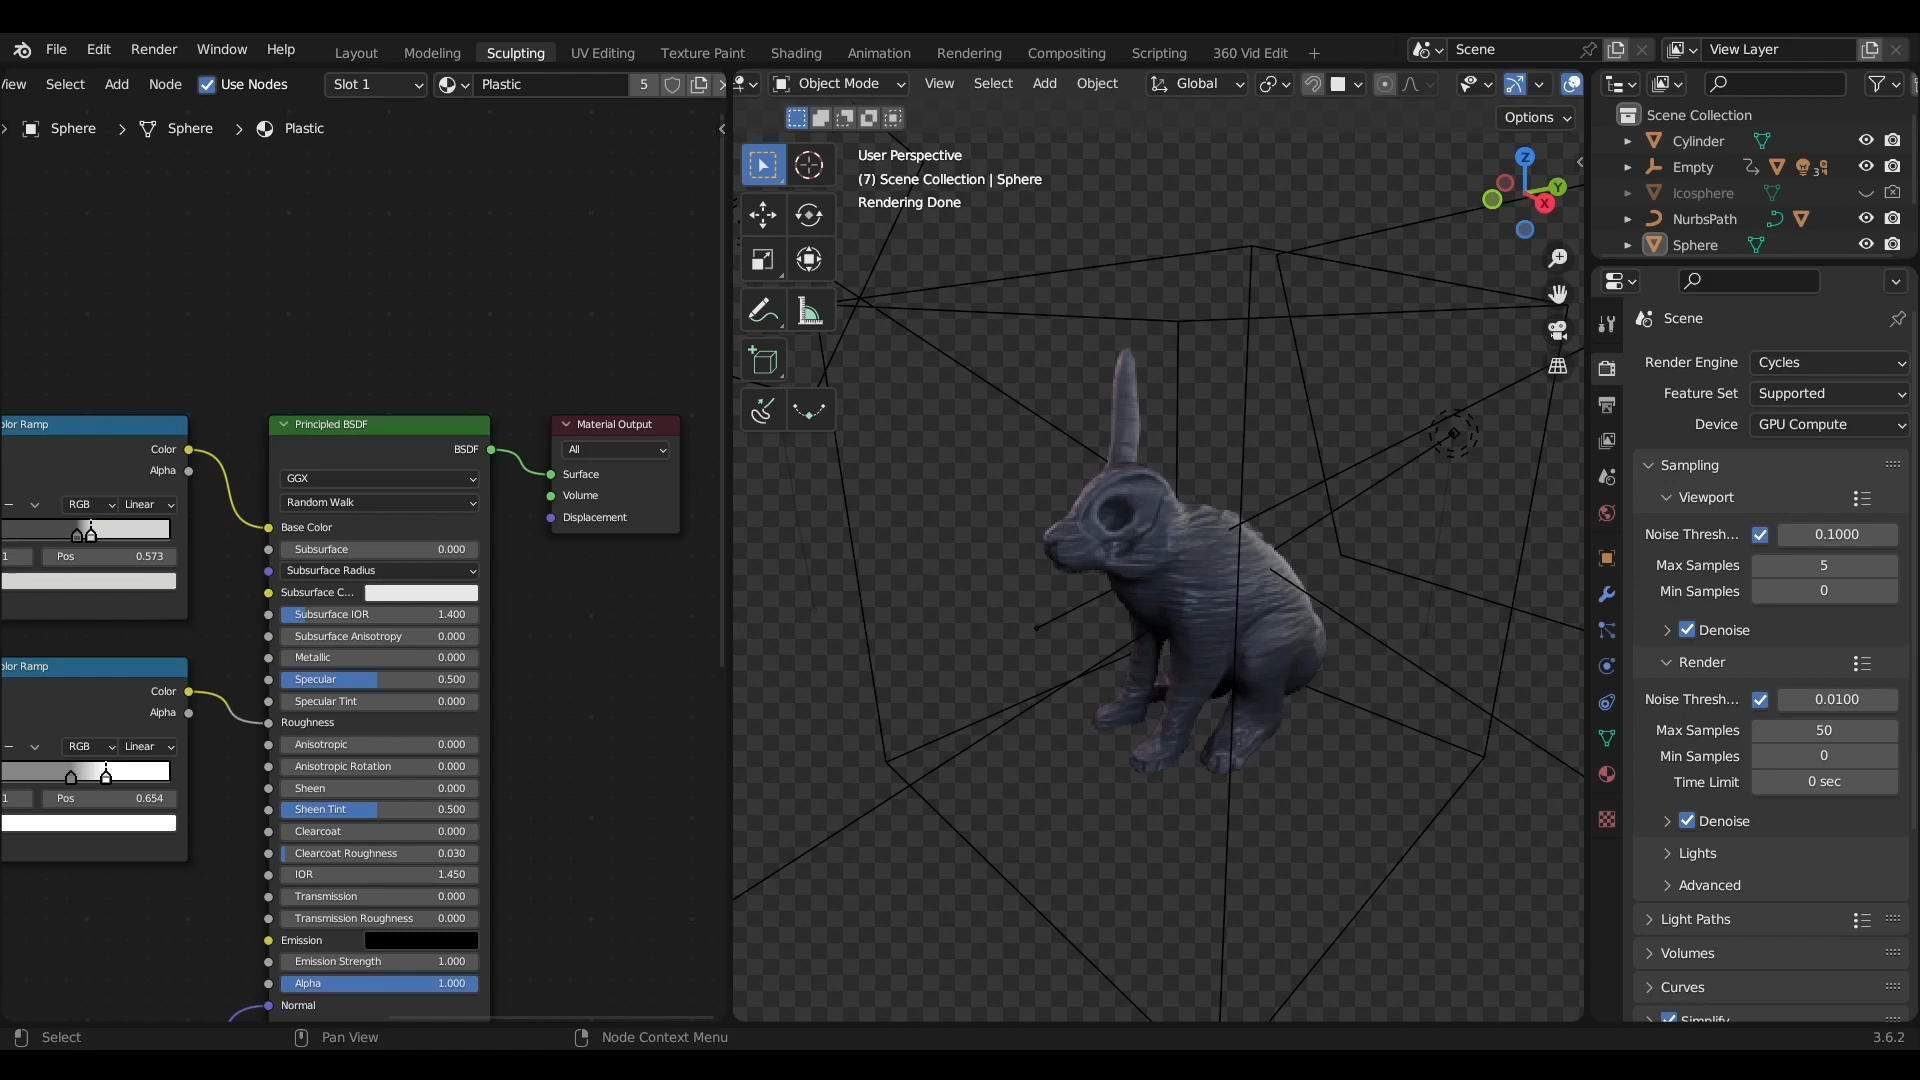 File Edit Render Window Help Layout Modeling Sculpting UV Editing Texture Paint Shading Animation Rendering Compositing Scripting 360 Vid Edit + Scene View Layer
iew Select Add Node Use Nodes Slot 1 Plastic 5 Object Mode View Select Add Object Global
Sphere > Sphere > Plastic
Options
User Perspective
(7) Scene Collection | Sphere
Rendering Done
Z
Y
X
Scene Collection
Cylinder
Empty 3
Icosphere
NurbsPath
Sphere
Scene
Render Engine Cycles
Feature Set Supported
Device GPU Compute
Sampling
Viewport
Noise Thresh... 0.1000
Max Samples 5
Min Samples 0
Denoise
Render
Noise Thresh... 0.0100
Max Samples 50
Min Samples 0
Time Limit 0 sec
Denoise
Lights
Advanced
Light Paths
Volumes
Curves
Simplify
olor Ramp
Color
Alpha
RGB Linear
1 Pos 0.573
olor Ramp
Color
Alpha
RGB Linear
1 Pos 0.654
Principled BSDF
BSDF
GGX
Random Walk
Base Color
Subsurface 0.000
Subsurface Radius
Subsurface C...
Subsurface IOR 1.400
Subsurface Anisotropy 0.000
Metallic 0.000
Specular 0.500
Specular Tint 0.000
Roughness
Anisotropic 0.000
Anisotropic Rotation 0.000
Sheen 0.000
Sheen Tint 0.500
Clearcoat 0.000
Clearcoat Roughness 0.030
IOR 1.450
Transmission 0.000
Transmission Roughness 0.000
Emission
Emission Strength 1.000
Alpha 1.000
Normal
Material Output
All
Surface
Volume
Displacement
Select Pan View Node Context Menu 3.6.2